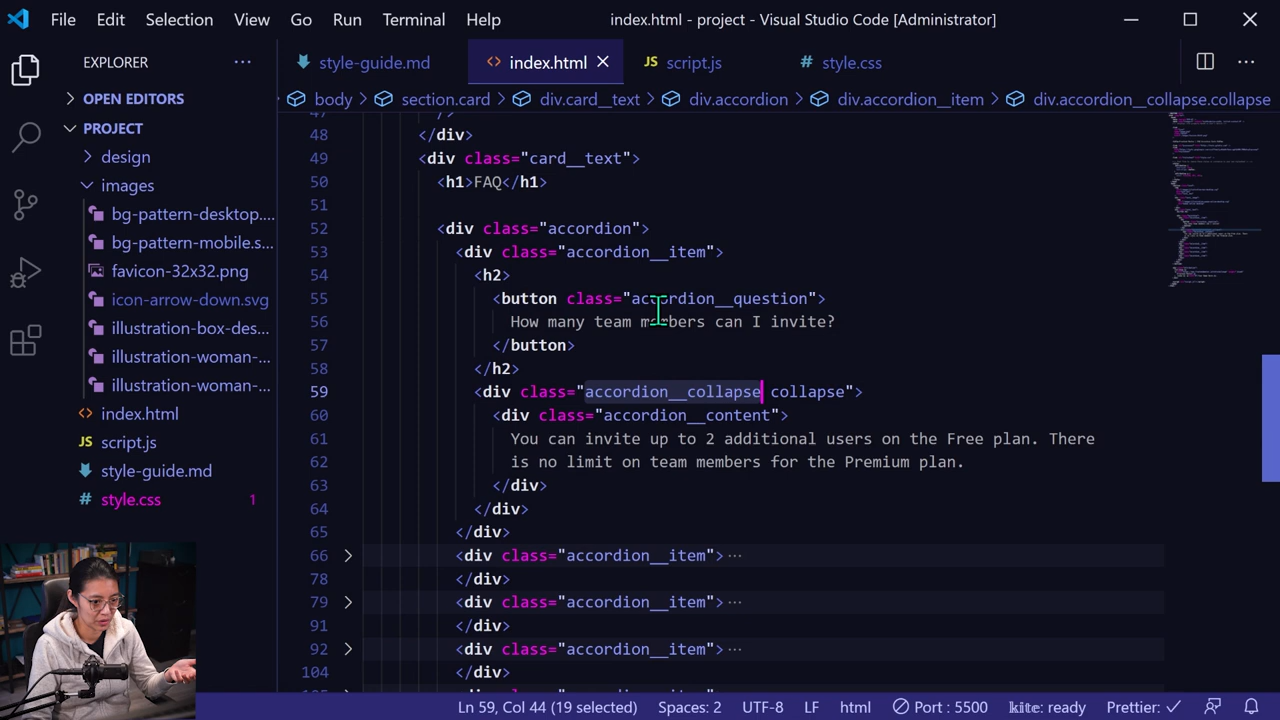 File Edit Selection View Go Run Terminal Help index.html - project - Visual Studio Code [Administrator]
EXPLORER
OPEN EDITORS
PROJECT
design
images
bg-pattern-desktop....
bg-pattern-mobile.s...
favicon-32x32.png
icon-arrow-down.svg
illustration-box-des...
illustration-woman-...
illustration-woman-...
index.html
JS script.js
style-guide.md
# style.css 1
style-guide.md <> index.html JS script.js # style.css
body > section.card > div.card__text > div.accordion > div.accordion__item > div.accordion__collapse.collapse
48 </div>
49 <div class="card__text">
50 <h1>FAQ</h1>
51
52 <div class="accordion">
53 <div class="accordion__item">
54 <h2>
55 <button class="accordion__question">
56 How many team members can I invite?
57 </button>
58 </h2>
59 <div class="accordion__collapse collapse">
60 <div class="accordion__content">
61 You can invite up to 2 additional users on the Free plan. There
62 is no limit on team members for the Premium plan.
63 </div>
64 </div>
65 </div>
66 <div class="accordion__item"> ...
78 </div>
79 <div class="accordion__item"> ...
91 </div>
92 <div class="accordion__item"> ...
104 </div>
Ln 59, Col 44 (19 selected) Spaces: 2 UTF-8 LF html Port : 5500 kite: ready Prettier: ✓